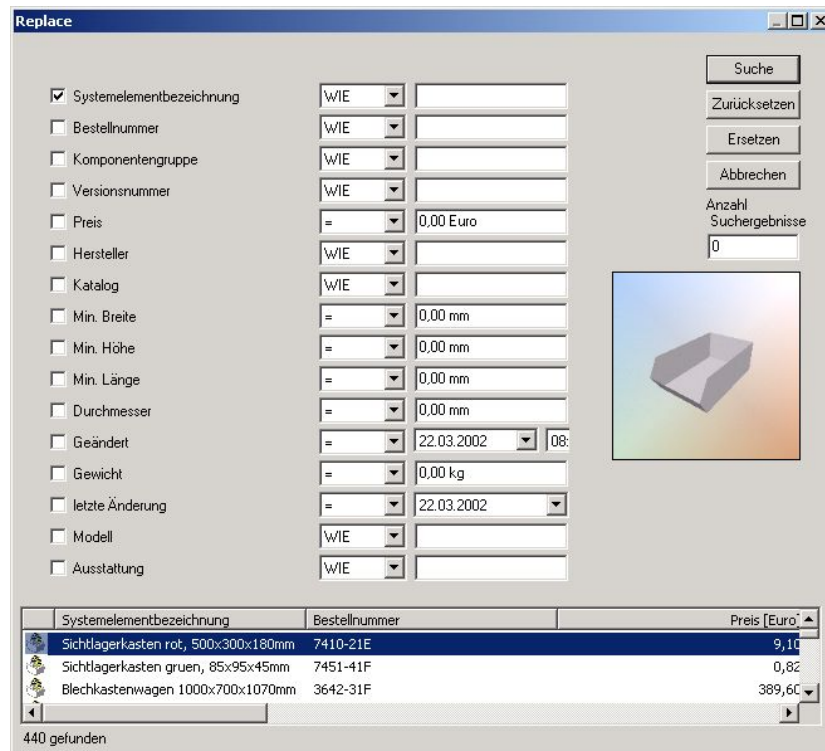 Replace
Suche
Systemelementbezeichnung WIE
Zurücksetzen
Bestellnummer WIE
Ersetzen
Komponentengruppe WIE
Abbrechen
Versionsnummer WIE
Anzahl
Suchergebnisse
Preis = 0,00 Euro
0
Hersteller WIE
Katalog WIE
Min. Breite = 0,00 mm
Min. Höhe = 0,00 mm
Min. Länge = 0,00 mm
Durchmesser = 0,00 mm
Geändert = 22.03.2002 08:
Gewicht = 0,00 kg
letzte Änderung = 22.03.2002
Modell WIE
Ausstattung WIE
Systemelementbezeichnung Bestellnummer Preis [Euro]
Sichtlagerkasten rot, 500x300x180mm 7410-21E 9,10
Sichtlagerkasten gruen, 85x95x45mm 7451-41F 0,82
Blechkastenwagen 1000x700x1070mm 3642-31F 389,60
440 gefunden